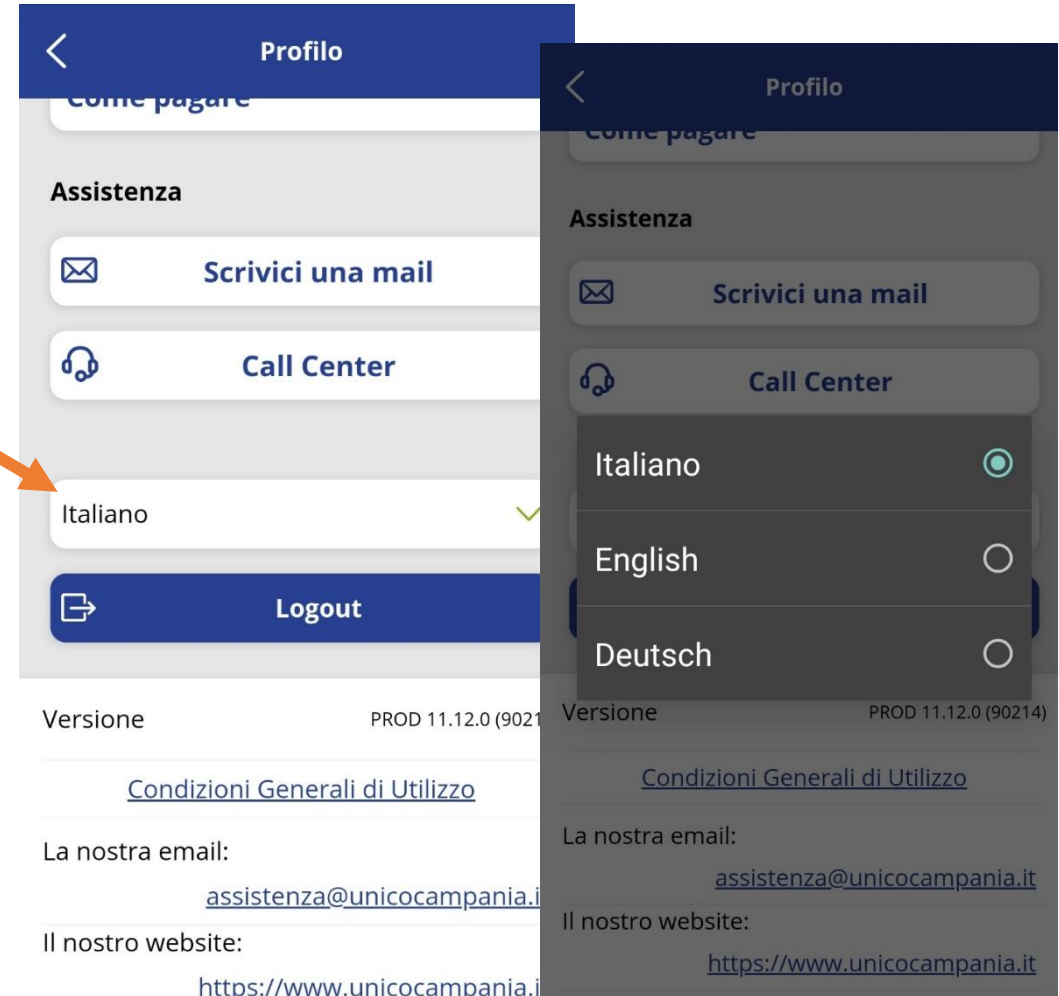 Profilo
Come pagare
Assistenza
Scrivici una mail
Call Center
Italiano
Logout
Versione PROD 11.12.0 (9021
Condizioni Generali di Utilizzo
La nostra email:
assistenza@unicocampania.i
Il nostro website:
https://www.unicocampania.i
Profilo
Come pagare
Assistenza
Scrivici una mail
Call Center
Italiano
English
Deutsch
Versione PROD 11.12.0 (90214)
Condizioni Generali di Utilizzo
La nostra email:
assistenza@unicocampania.it
Il nostro website:
https://www.unicocampania.it